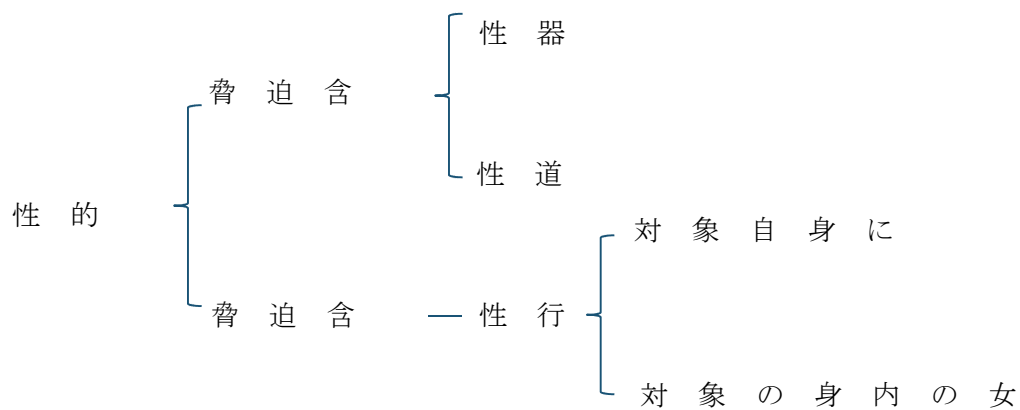 性的
脅迫含
性器
性道
脅迫含
性行
対象自身に
対象の身内の女